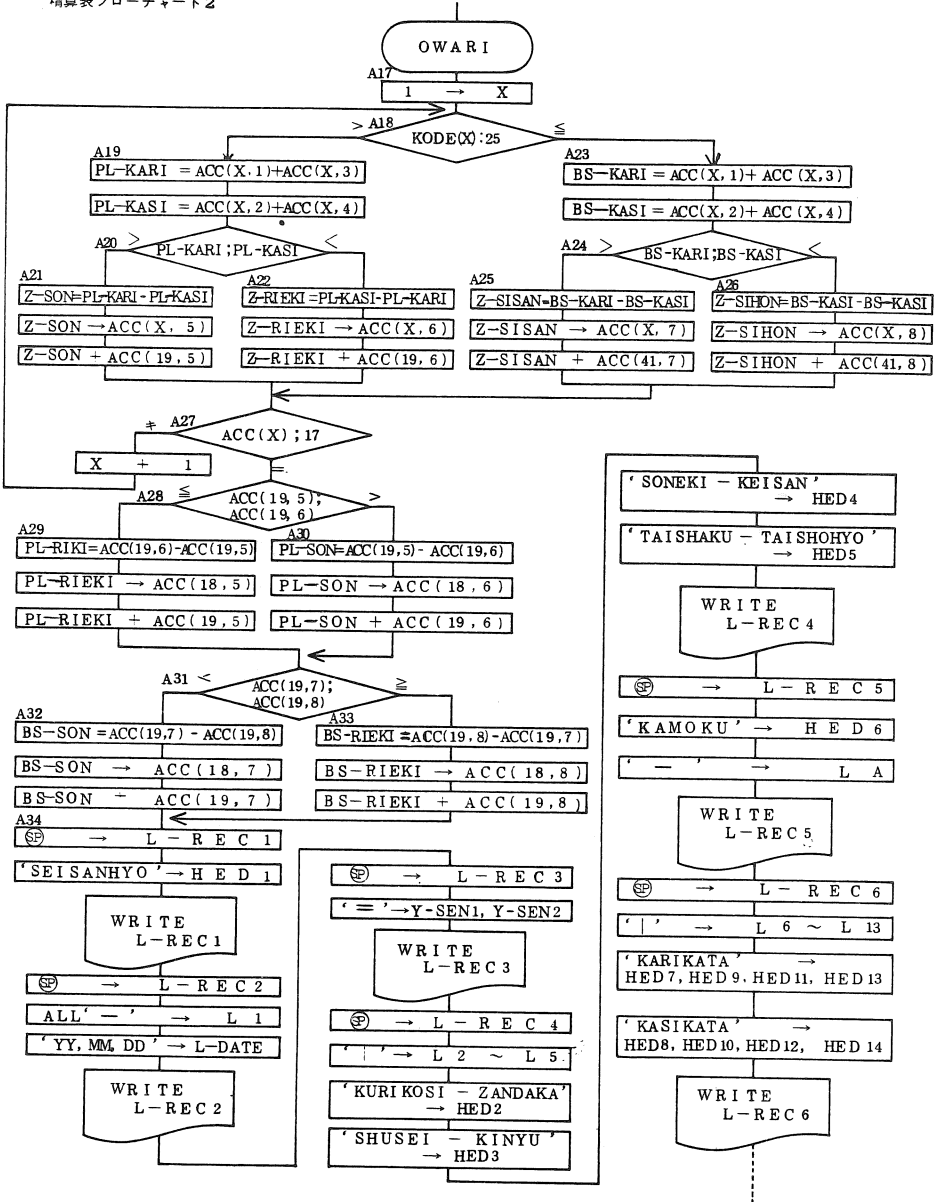 OWARI
A17
1 → X
> A18 ≦
KODE(X):25
A19
PL-KARI = ACC(X,1)+ACC(X,3)
PL-KASI = ACC(X,2)+ACC(X,4)
A20 > PL-KARI;PL-KASI <
A21
Z-SON=PL-KARI-PL-KASI
Z-SON → ACC(X, 5)
Z-SON + ACC(19,5)
A22
Z-RIEKI=PL-KASI-PL-KARI
Z-RIEKI → ACC(X,6)
Z-RIEKI + ACC(19,6)
A23
BS-KARI = ACC(X,1)+ ACC(X,3)
BS-KASI = ACC(X,2)+ ACC(X,4)
A24 > BS-KARI;BS-KASI <
A25
Z-SISAN=BS-KARI-BS-KASI
Z-SISAN → ACC(X,7)
Z-SISAN + ACC(41,7)
A26
Z-SIHON=BS-KASI-BS-KASI
Z-SIHON → ACC(X,8)
Z-SIHON + ACC(41,8)
≠ A27
ACC(X);17
=
X + 1
A28 ≦ >
ACC(19,5);
ACC(19,6)
A29
PL-RIKI=ACC(19,6)-ACC(19,5)
PL-RIEKI → ACC(18,5)
PL-RIEKI + ACC(19,5)
A30
PL-SON=ACC(19,5)- ACC(19,6)
PL-SON → ACC(18,6)
PL-SON + ACC(19,6)
A31 < ≧
ACC(19,7);
ACC(19,8)
A32
BS-SON =ACC(19,7) - ACC(19,8)
BS-SON → ACC(18,7)
BS-SON + ACC(19,7)
A33
BS-RIEKI =ACC(19,8)-ACC(19,7)
BS-RIEKI → ACC(18,8)
BS-RIEKI + ACC(19,8)
A34
SP → L-REC1
'SEISANHYO'→HED1
WRITE
L-REC1
SP → L-REC2
ALL'—' → L1
'YY,MM,DD'→L-DATE
WRITE
L-REC2
SP → L-REC3
'='→Y-SEN1, Y-SEN2
WRITE
L-REC3
SP → L-REC4
'|'→ L2 ~ L5
'KURIKOSI - ZANDAKA'
→ HED2
'SHUSEI - KINYU'
→ HED3
'SONEKI - KEISAN'
→ HED4
'TAISHAKU - TAISHOHYO'
→ HED5
WRITE
L-REC4
SP → L-REC5
'KAMOKU' → HED6
'—' → LA
WRITE
L-REC5
SP → L-REC6
'|' → L6 ~ L13
'KARIKATA' →
HED7, HED9, HED11, HED13
'KASIKATA' →
HED8, HED10, HED12, HED14
WRITE
L-REC6